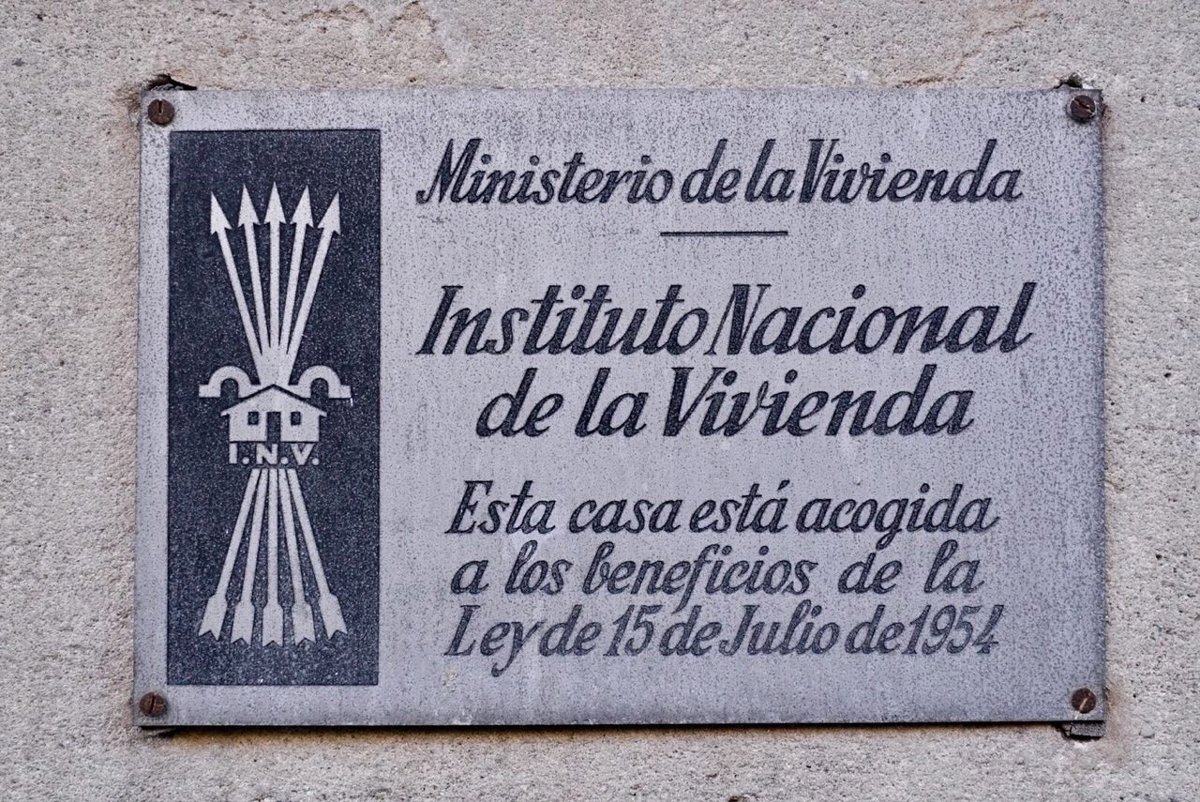 Ministerio de la Vivienda
Instituto Nacional
de la Vivienda
I.N.V.
Esta casa está acogida
a los beneficios de la
Ley de 15 de Julio de 1954